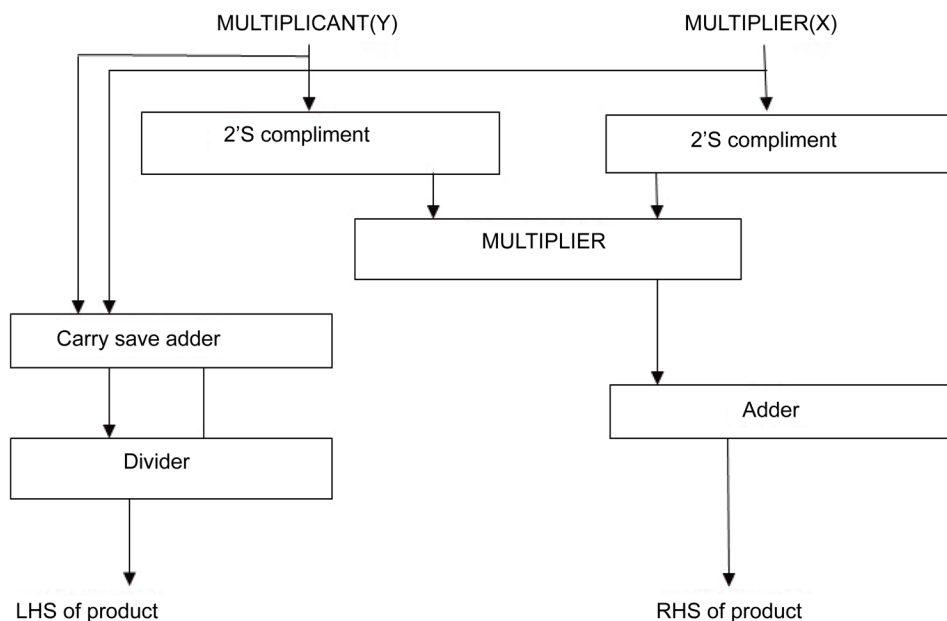 MULTIPLICANT(Y)
MULTIPLIER(X)
2'S compliment
2'S compliment
MULTIPLIER
Carry save adder
Adder
Divider
LHS of product
RHS of product